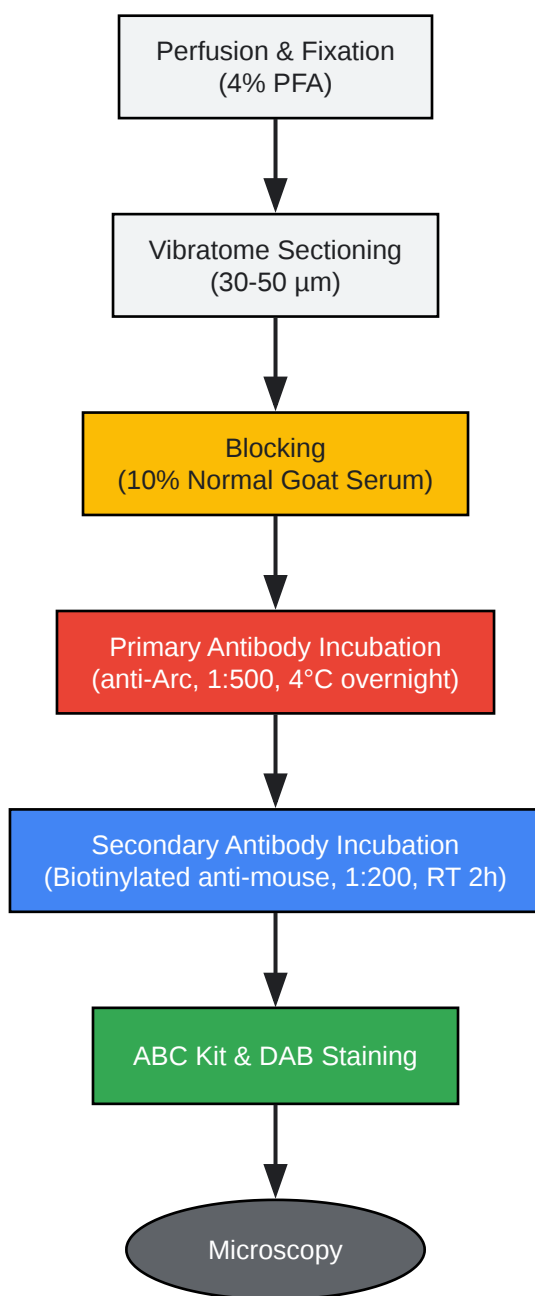 Perfusion & Fixation
(4% PFA)
Vibratome Sectioning
(30-50 µm)
Blocking
(10% Normal Goat Serum)
Primary Antibody Incubation
(anti-Arc, 1:500, 4°C overnight)
Secondary Antibody Incubation
(Biotinylated anti-mouse, 1:200, RT 2h)
ABC Kit & DAB Staining
Microscopy